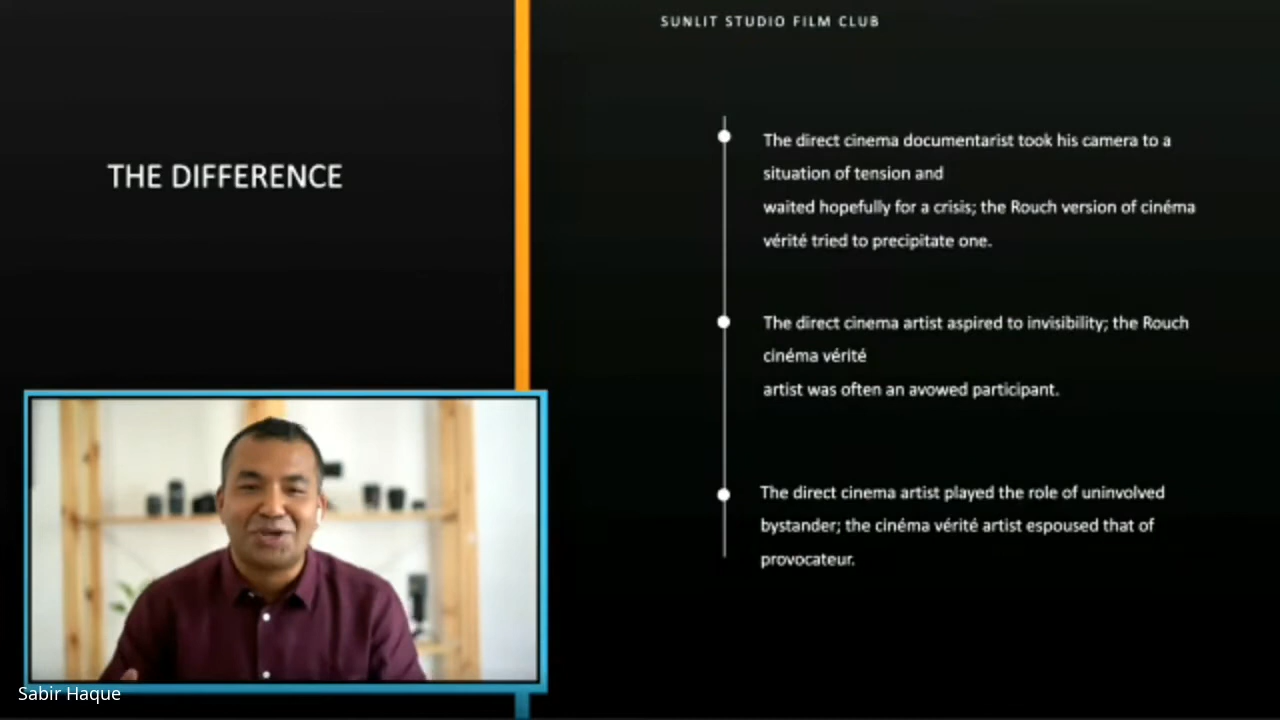 SUNLIT STUDIO FILM CLUB
THE DIFFERENCE
The direct cinema documentarist took his camera to a
situation of tension and
waited hopefully for a crisis; the Rouch version of cinéma
vérité tried to precipitate one.
The direct cinema artist aspired to invisibility; the Rouch
cinéma vérité
artist was often an avowed participant.
The direct cinema artist played the role of uninvolved
bystander; the cinéma vérité artist espoused that of
provocateur.
Sabir Haque